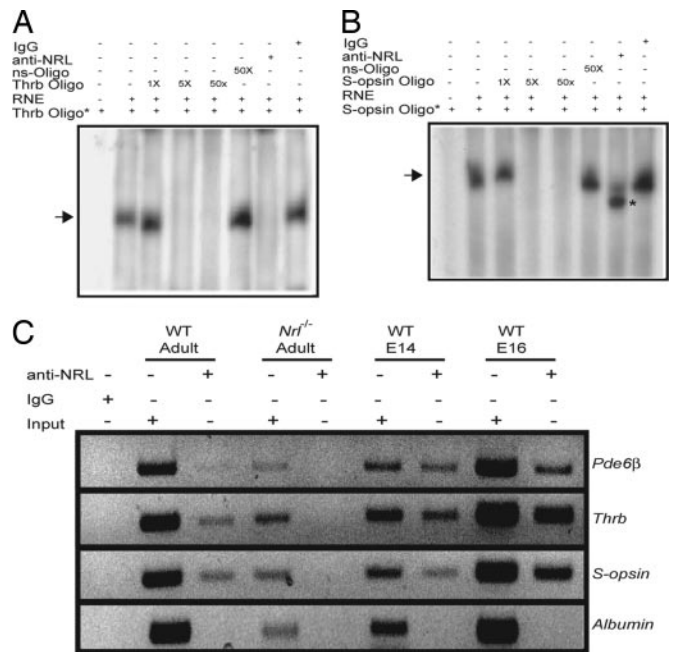 A
IgG - - - - - - - +
anti-NRL - - - - - - + -
ns-Oligo - - - - - 50X - -
Thrb Oligo - - 1X 5X 50x - - -
RNE - + + + + + + +
Thrb Oligo* + + + + + + + +
B
IgG - - - - - - - +
anti-NRL - - - - - - + -
ns-Oligo - - - - - 50X - -
S-opsin Oligo - - 1X 5X 50x - - -
RNE - + + + + + + +
S-opsin Oligo* + + + + + + + +
*
C
WT Adult Nrl-/- Adult WT E14 WT E16
anti-NRL - - + - + - + - +
IgG + - - - - - - - -
Input - + - + - + - + -
Pde6β
Thrb
S-opsin
Albumin